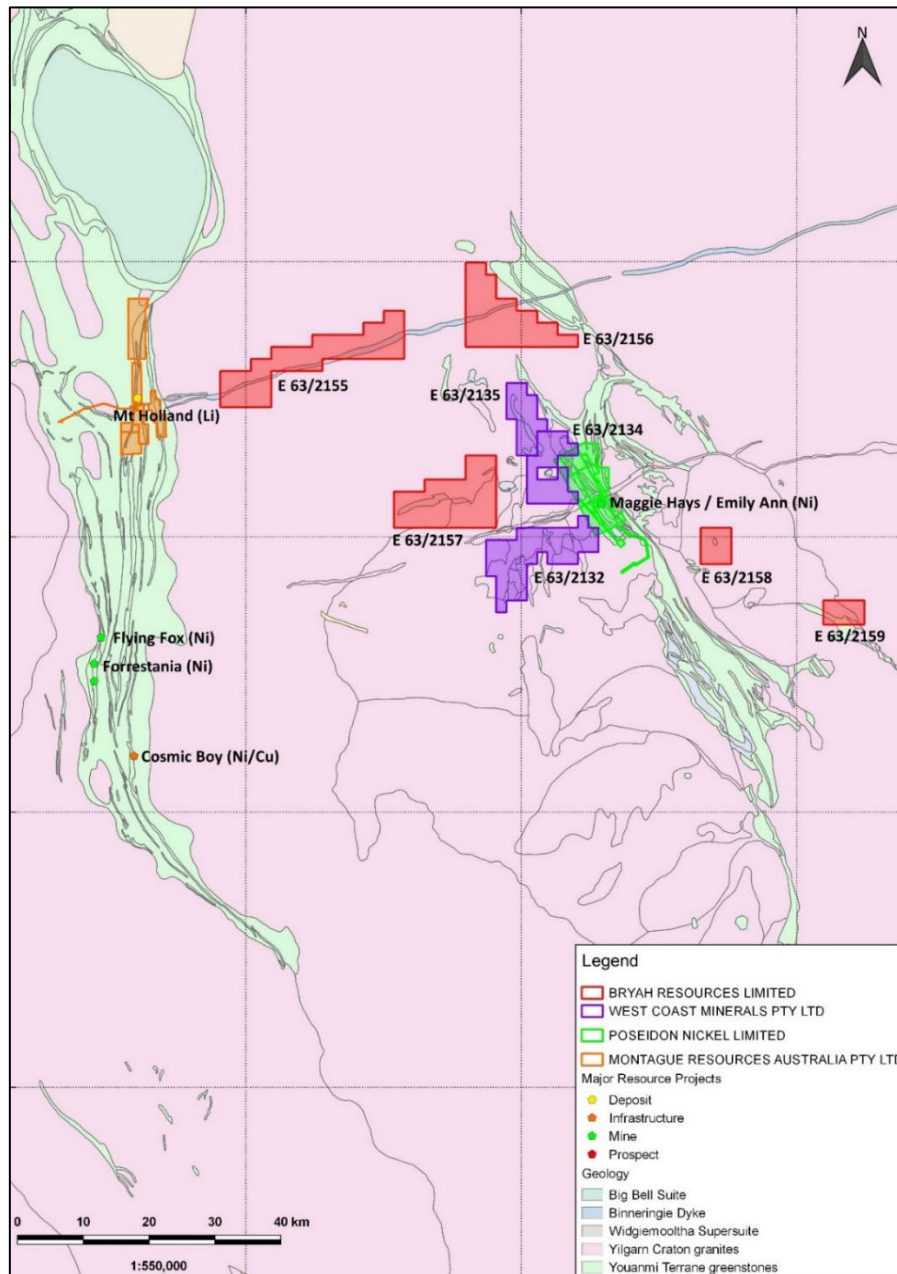 N
E 63/2156
E 63/2155
Mt Holland (Li)
E 63/2135
E 63/2134
Maggie Hays / Emily Ann (Ni)
E 63/2157
E 63/2132
E 63/2158
E 63/2159
Flying Fox (Ni)
Forrestania (Ni)
Cosmic Boy (Ni/Cu)
Legend
BRYAH RESOURCES LIMITED
WEST COAST MINERALS PTY LTD
POSEIDON NICKEL LIMITED
MONTAGUE RESOURCES AUSTRALIA PTY LTD
Major Resource Projects
Deposit
Infrastructure
Mine
Prospect
Geology
Big Bell Suite
Binneringie Dyke
Widgiemooltha Supersuite
Yilgarn Craton granites
Youanmi Terrane greenstones
0 10 20 30 40 km
1:550,000